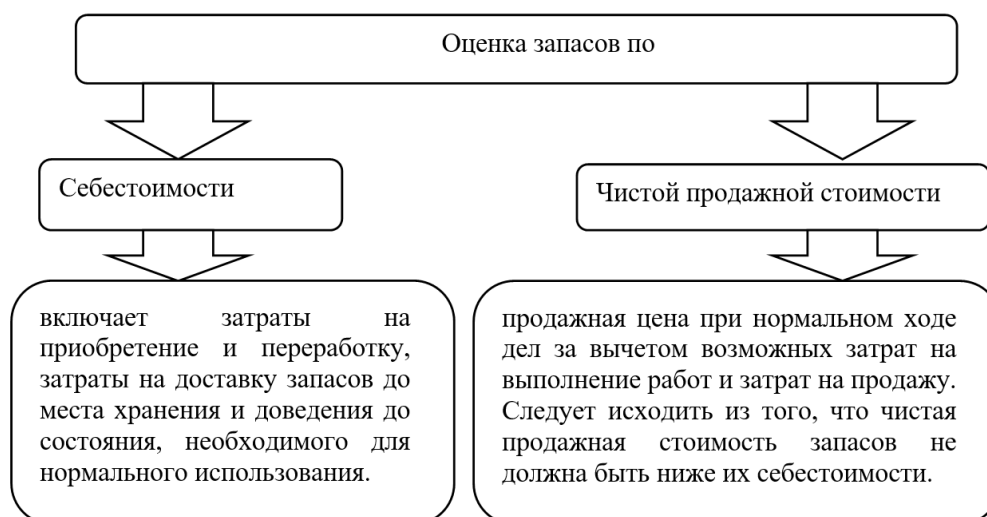 Оценка запасов по
Себестоимости
Чистой продажной стоимости
включает затраты на
приобретение и переработку,
затраты на доставку запасов до
места хранения и доведения до
состояния, необходимого для
нормального использования.
продажная цена при нормальном ходе
дел за вычетом возможных затрат на
выполнение работ и затрат на продажу.
Следует исходить из того, что чистая
продажная стоимость запасов не
должна быть ниже их себестоимости.